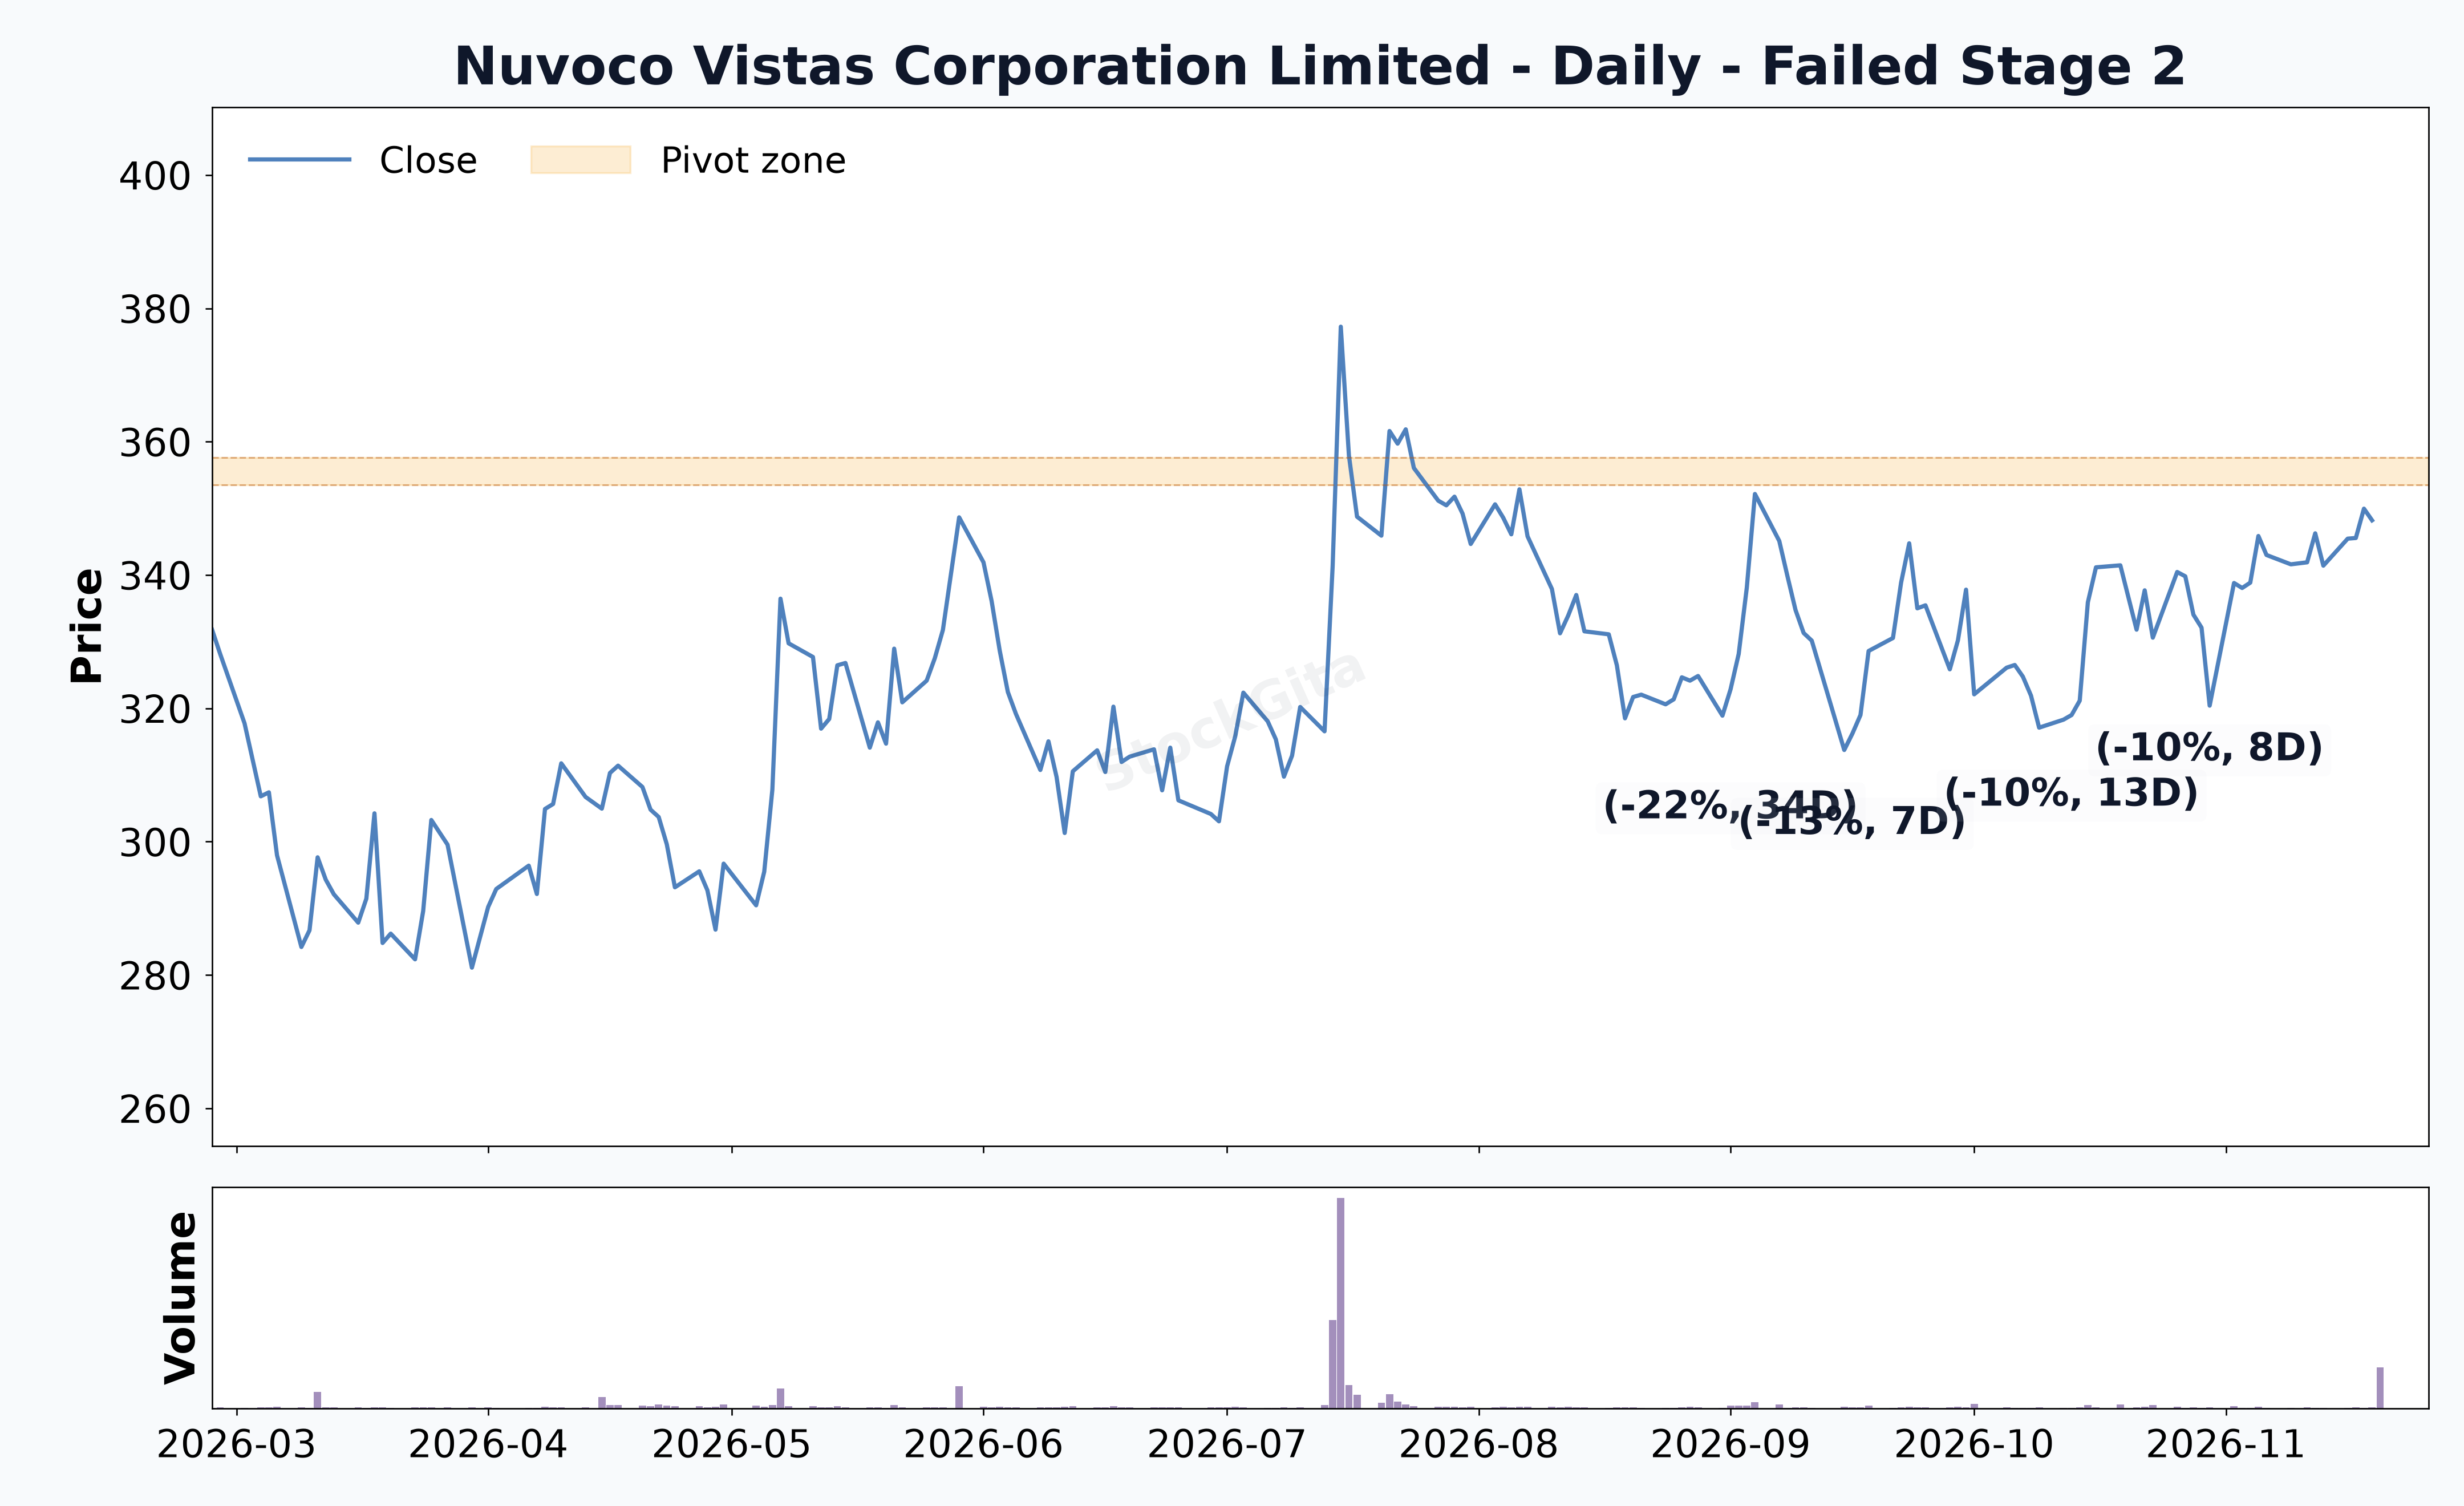 Nuvoco Vistas Corporation Limited - Daily - Failed Stage 2
Close
Pivot zone
Price
400
380
360
340
320
300
280
260
StockGita
(-22%, 34D)
(-13%, 7D)
(-10%, 13D)
(-10%, 8D)
Volume
2026-03
2026-04
2026-05
2026-06
2026-07
2026-08
2026-09
2026-10
2026-11